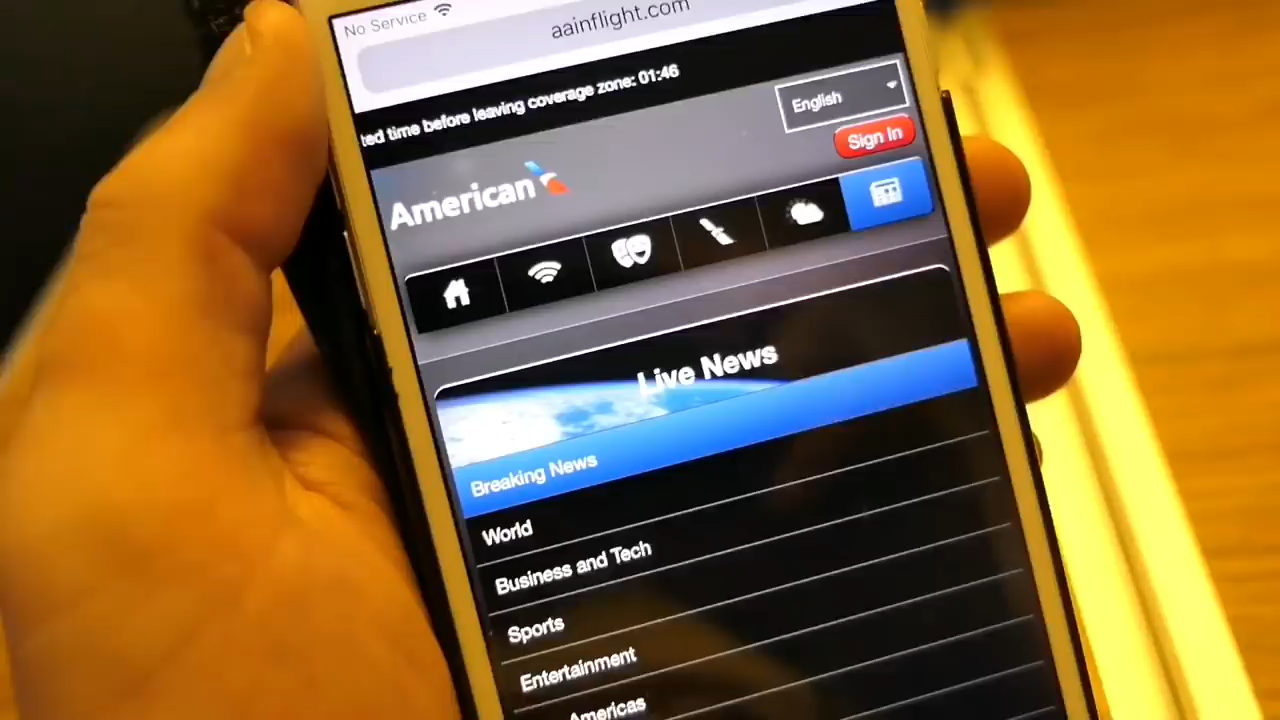 No Service
aainflight.com
ted time before leaving coverage zone: 01:46
English
Sign In
American
Live News
Breaking News
World
Business and Tech
Sports
Entertainment
Americas